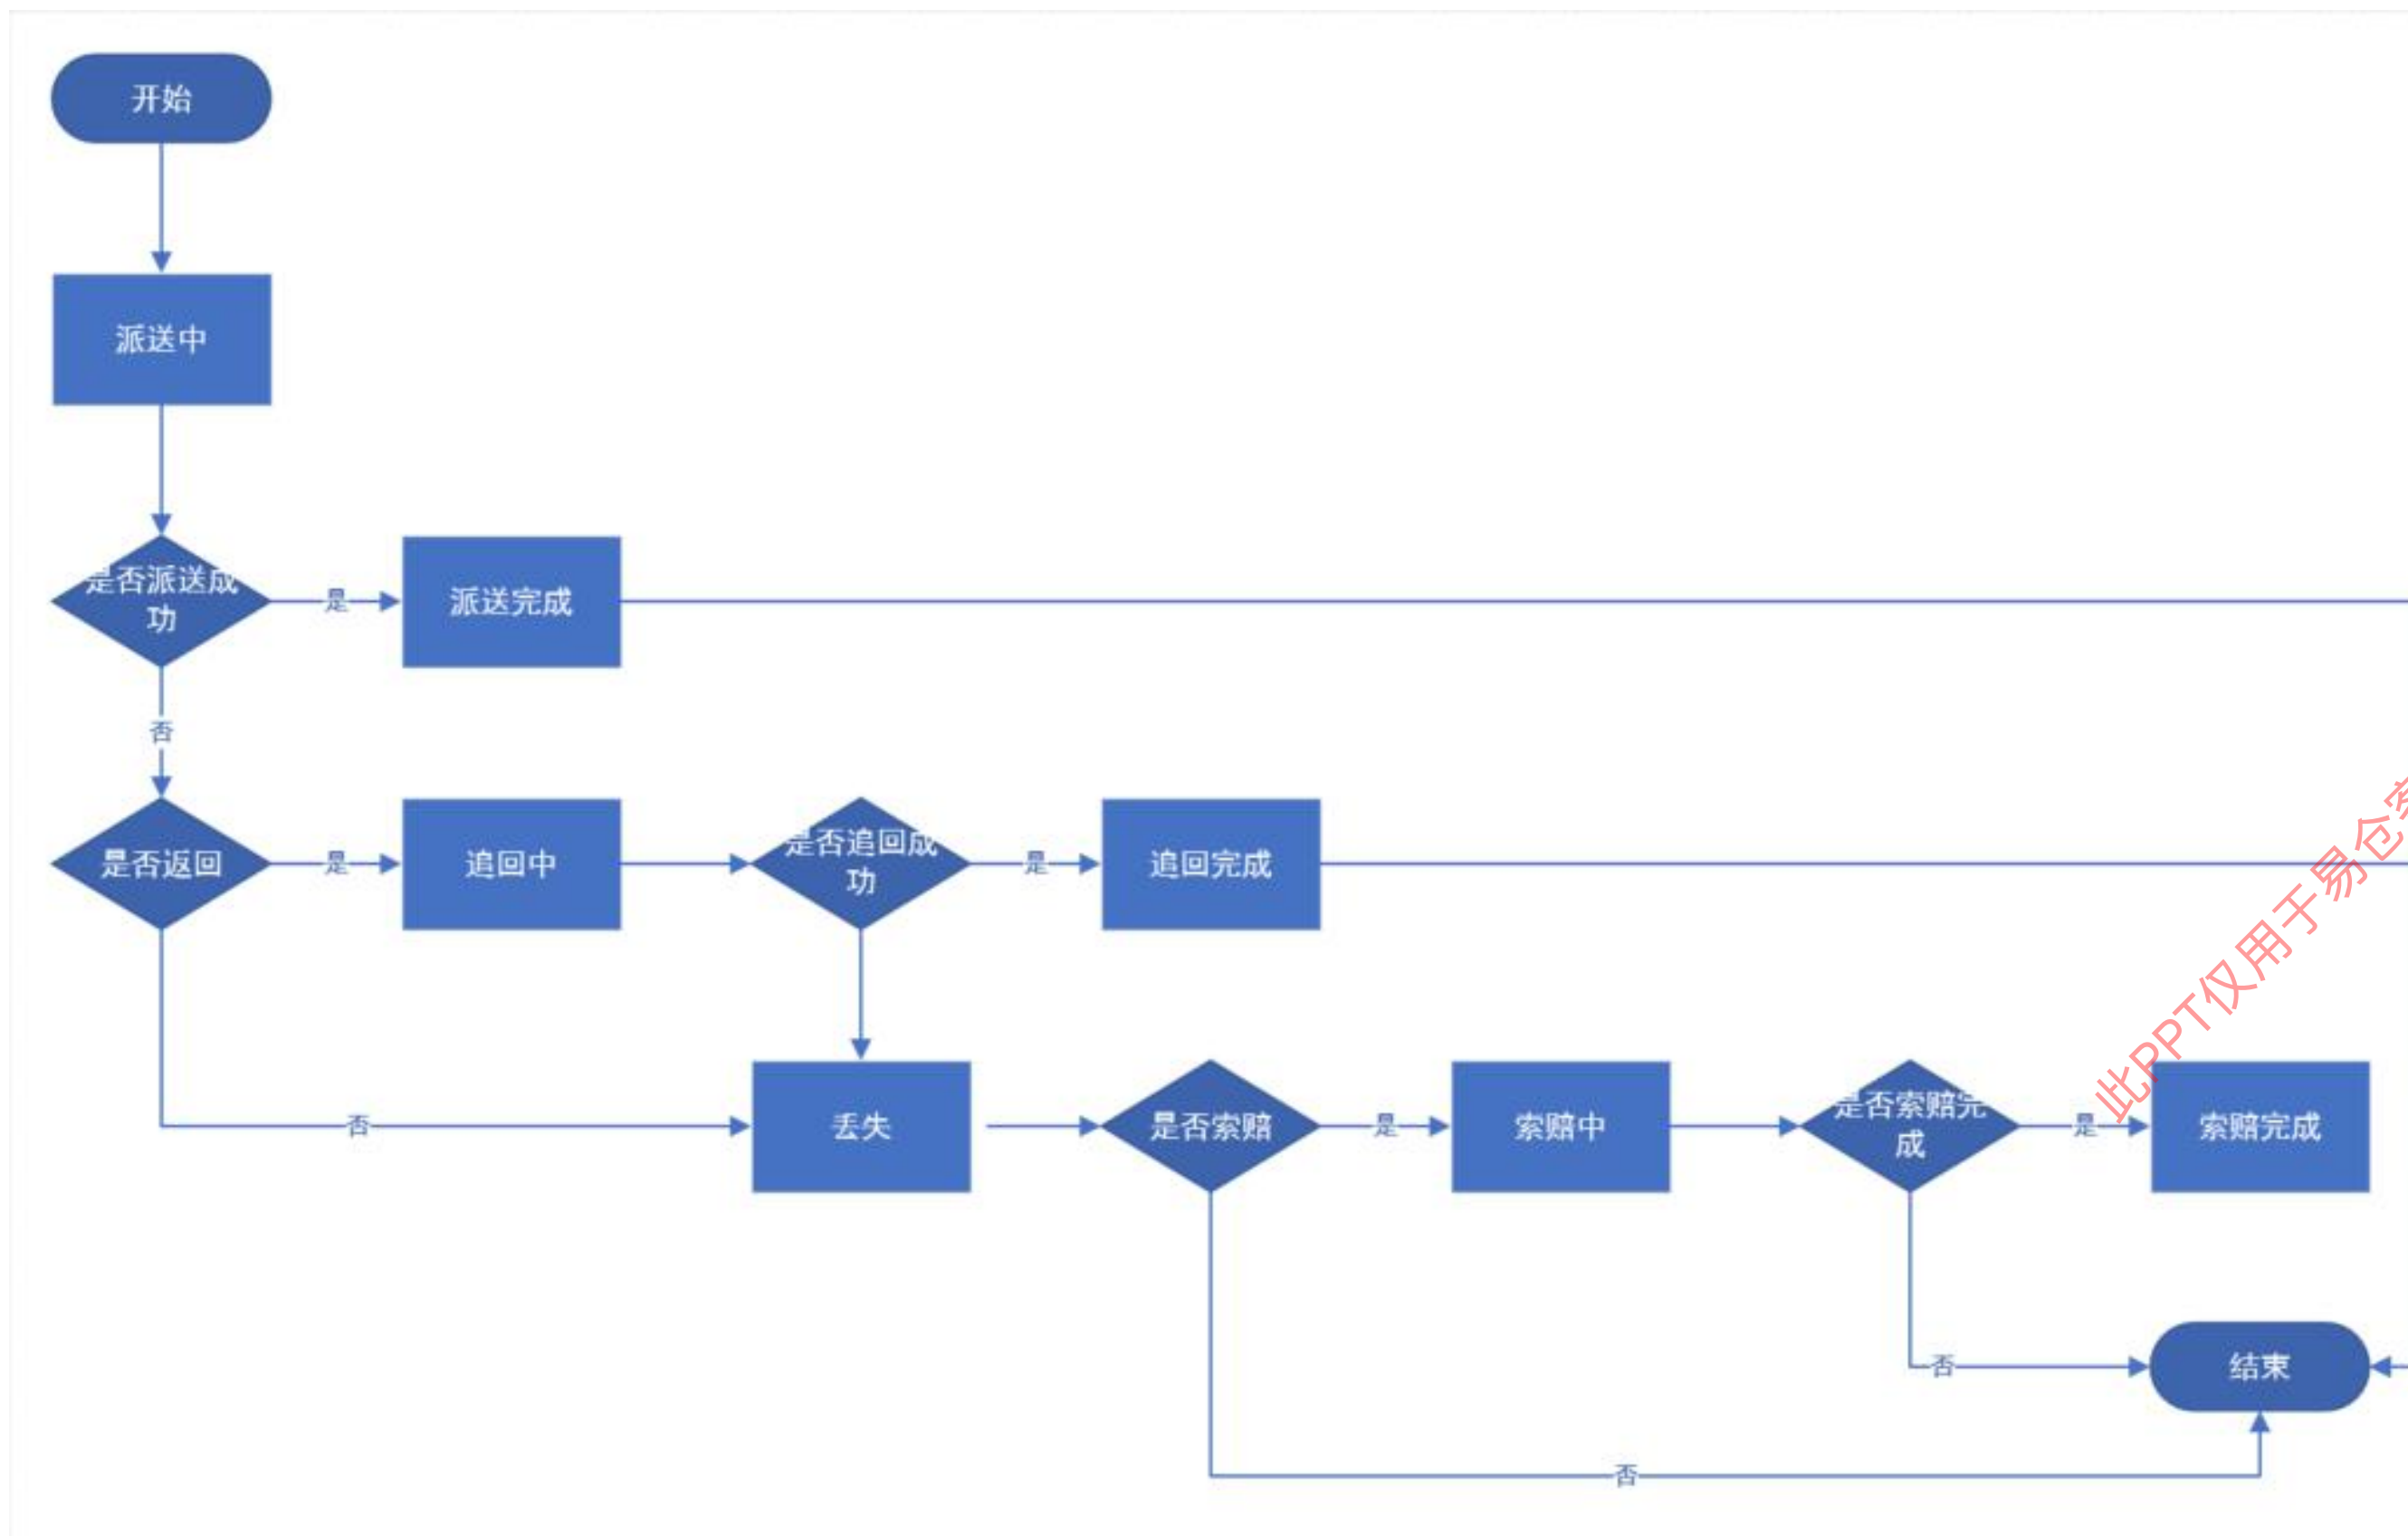 开始
派送中
是否派送成
功
是
派送完成
否
是否返回
是
追回中
是否追回成
功
是
追回完成
否
丢失
是否索赔
是
索赔中
是否索赔完
成
是
索赔完成
否
结束
否
此PPT仅用于易仓